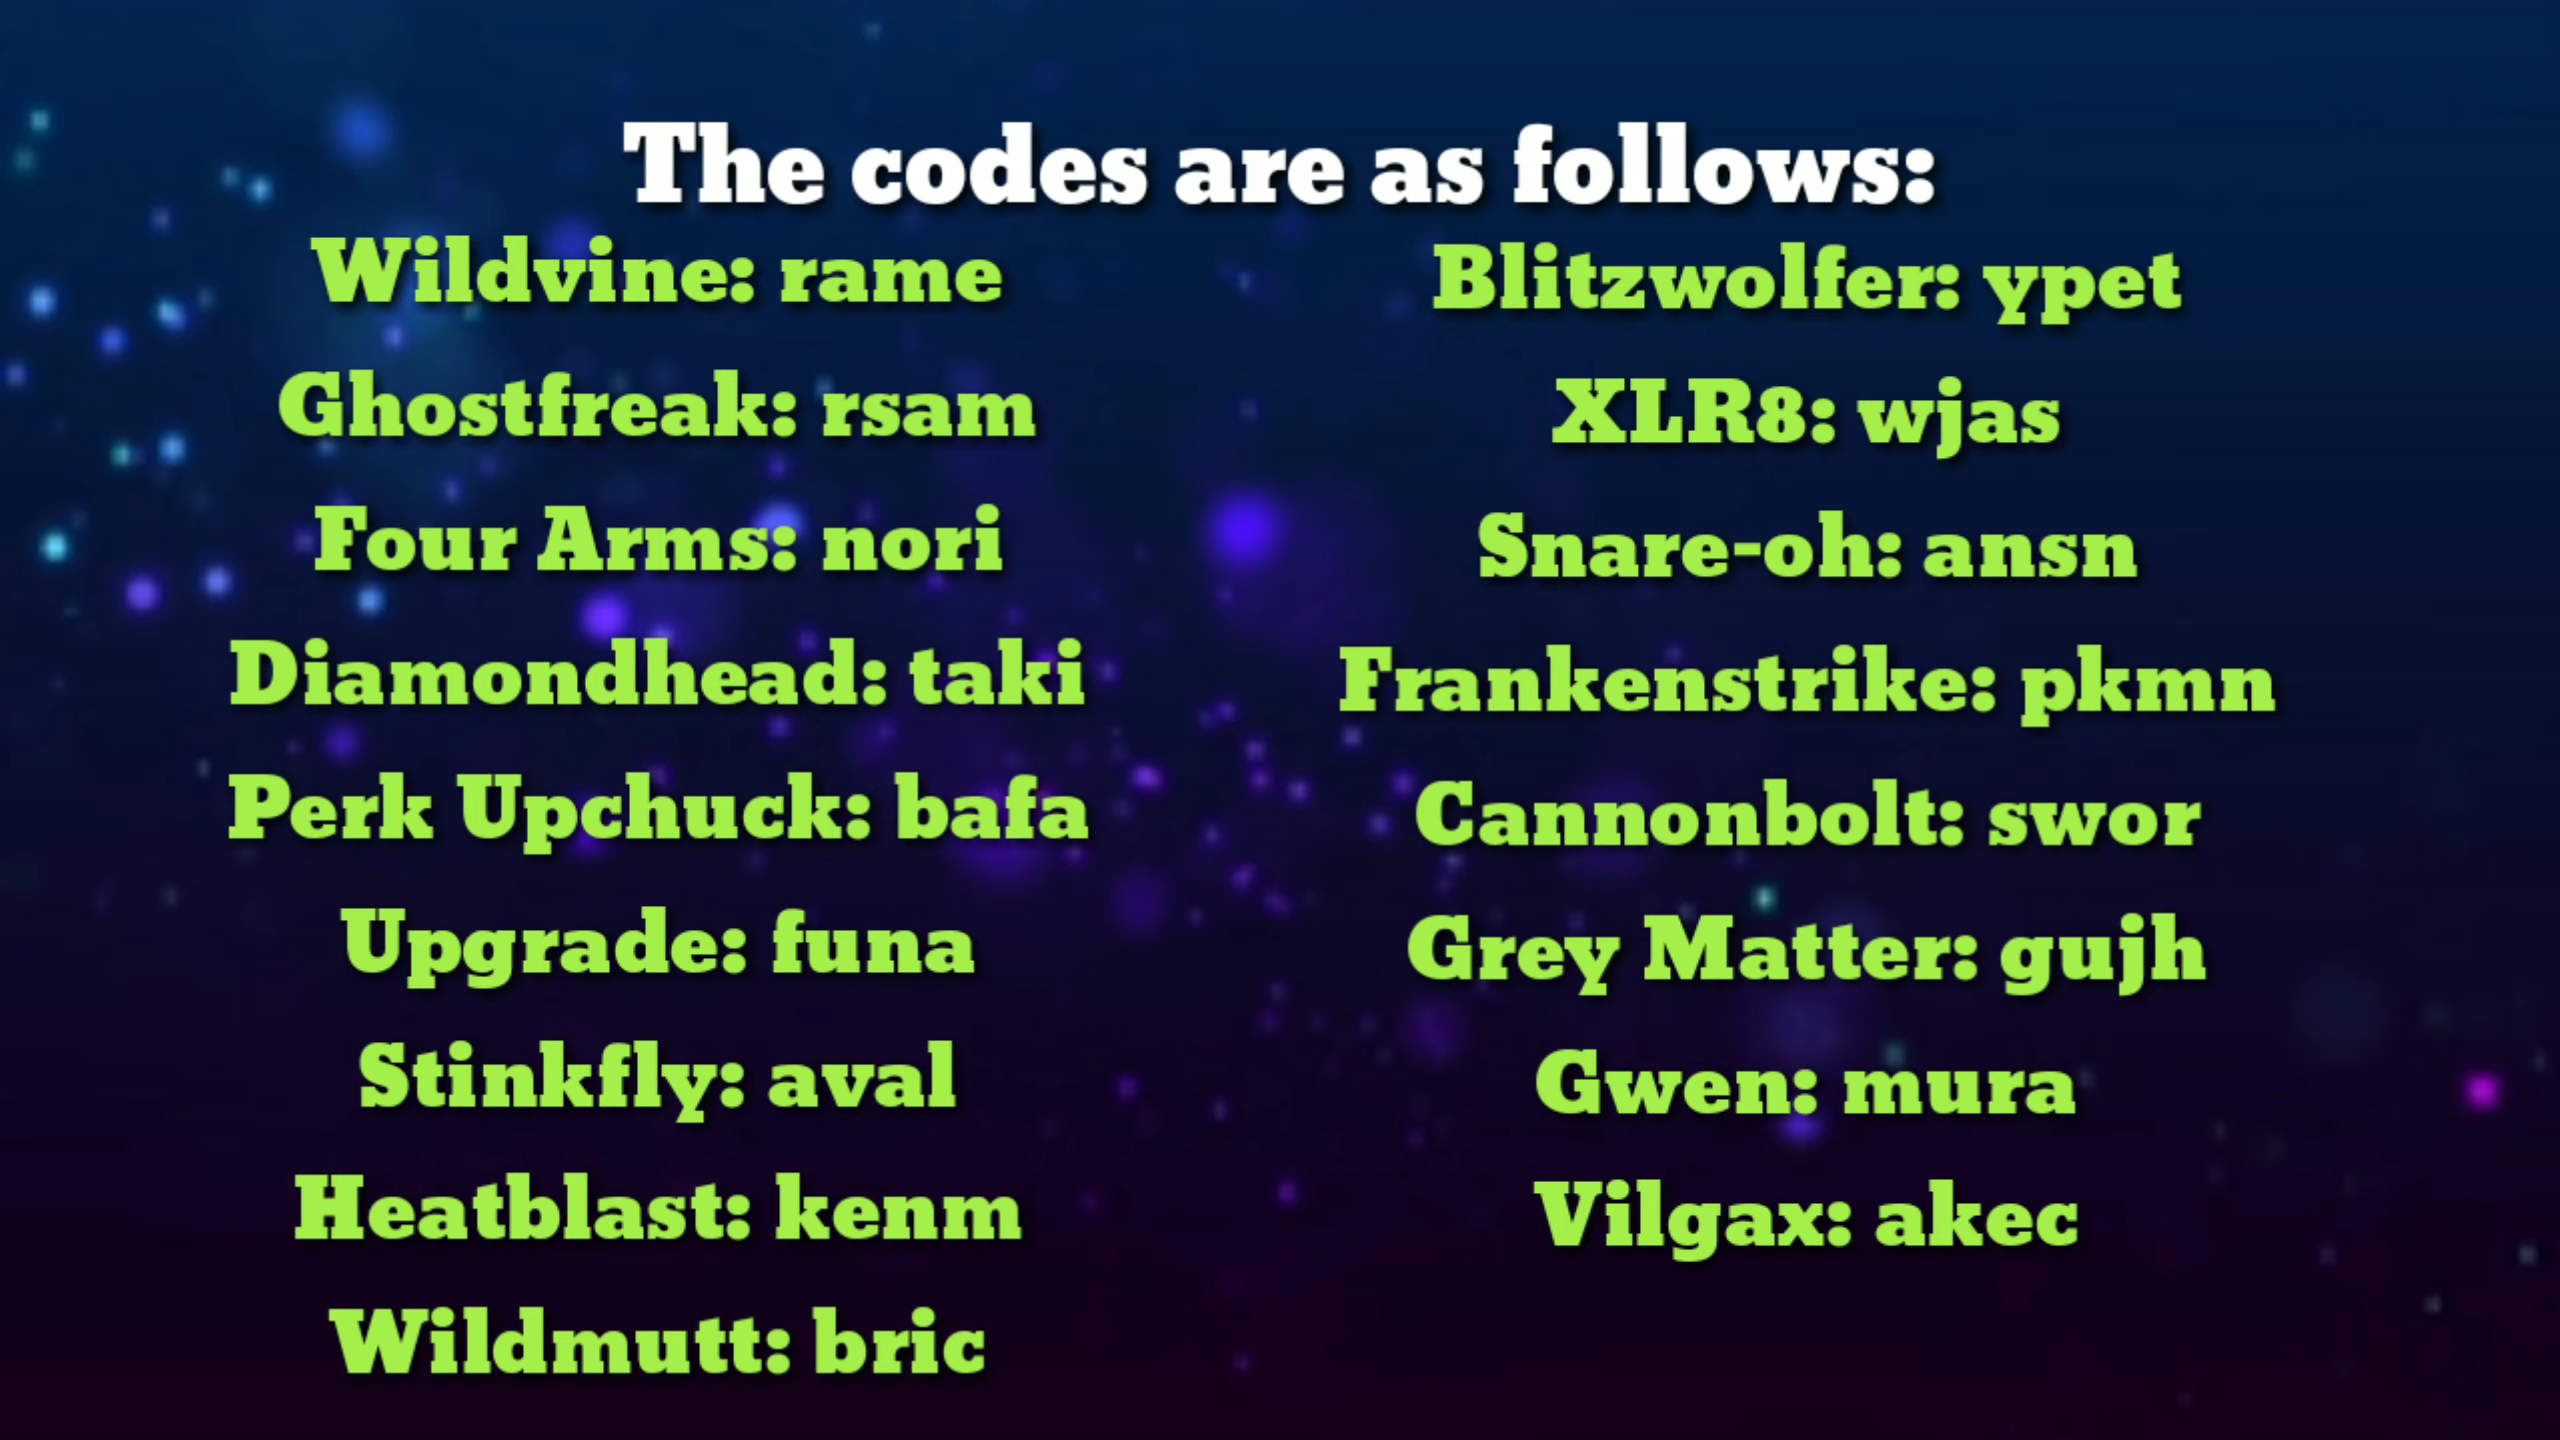 The codes are as follows:
Wildvine: rame
Ghostfreak: rsam
Four Arms: nori
Diamondhead: taki
Perk Upchuck: bafa
Upgrade: funa
Stinkfly: aval
Heatblast: kenm
Wildmutt: bric
Blitzwolfer: ypet
XLR8: wjas
Snare-oh: ansn
Frankenstrike: pkmn
Cannonbolt: swor
Grey Matter: gujh
Gwen: mura
Vilgax: akec